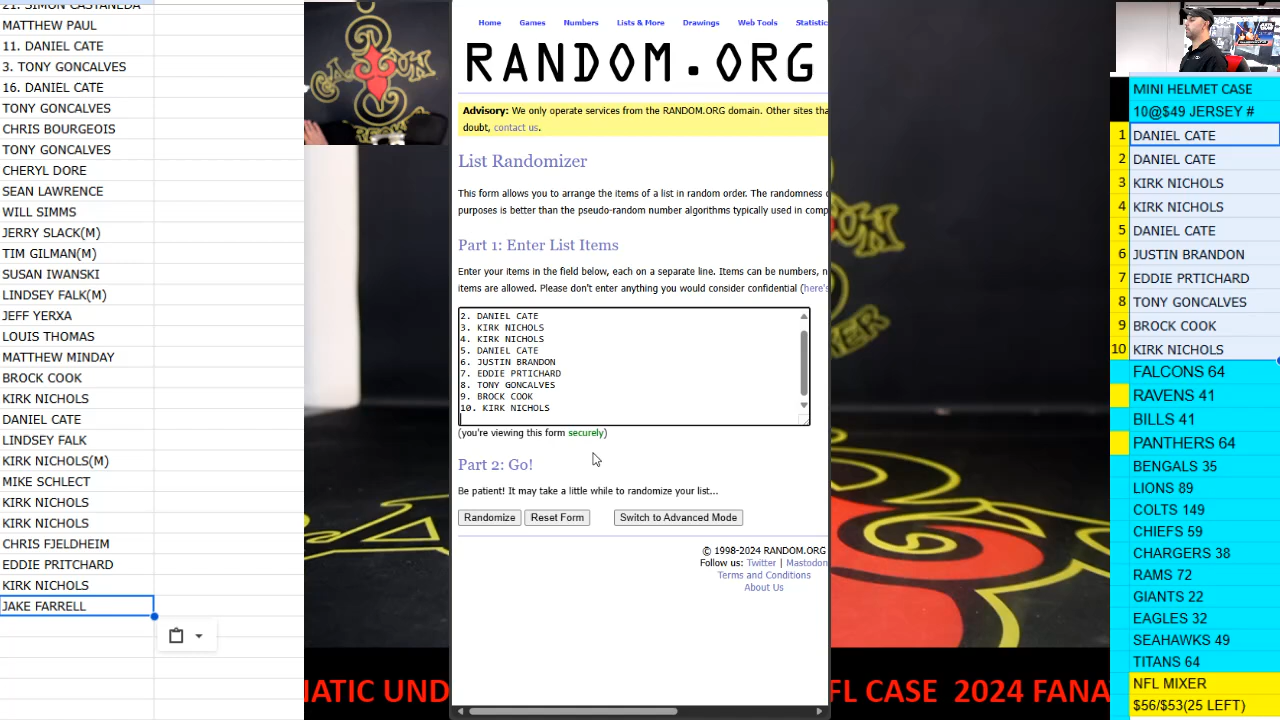 21. SIMON CASTANEDA
MATTHEW PAUL
11. DANIEL CATE
3. TONY GONCALVES
16. DANIEL CATE
TONY GONCALVES
CHRIS BOURGEOIS
TONY GONCALVES
CHERYL DORE
SEAN LAWRENCE
WILL SIMMS
JERRY SLACK(M)
TIM GILMAN(M)
SUSAN IWANSKI
LINDSEY FALK(M)
JEFF YERXA
LOUIS THOMAS
MATTHEW MINDAY
BROCK COOK
KIRK NICHOLS
DANIEL CATE
LINDSEY FALK
KIRK NICHOLS(M)
MIKE SCHLECT
KIRK NICHOLS
KIRK NICHOLS
CHRIS FJELDHEIM
EDDIE PRITCHARD
KIRK NICHOLS
JAKE FARRELL
Home Games Numbers Lists & More Drawings Web Tools Statistic
RANDOM.ORG
Advisory: We only operate services from the RANDOM.ORG domain. Other sites tha
doubt, contact us.
List Randomizer
This form allows you to arrange the items of a list in random order. The randomness
purposes is better than the pseudo-random number algorithms typically used in comp
Part 1: Enter List Items
Enter your items in the field below, each on a separate line. Items can be numbers, n
items are allowed. Please don't enter anything you would consider confidential (here's
2. DANIEL CATE
3. KIRK NICHOLS
4. KIRK NICHOLS
5. DANIEL CATE
6. JUSTIN BRANDON
7. EDDIE PRTICHARD
8. TONY GONCALVES
9. BROCK COOK
10. KIRK NICHOLS
(you're viewing this form securely)
Part 2: Go!
Be patient! It may take a little while to randomize your list...
Randomize Reset Form Switch to Advanced Mode
© 1998-2024 RANDOM.ORG
Follow us: Twitter | Mastodon
Terms and Conditions
About Us
MINI HELMET CASE
10@$49 JERSEY #
1 DANIEL CATE
2 DANIEL CATE
3 KIRK NICHOLS
4 KIRK NICHOLS
5 DANIEL CATE
6 JUSTIN BRANDON
7 EDDIE PRTICHARD
8 TONY GONCALVES
9 BROCK COOK
10 KIRK NICHOLS
FALCONS 64
RAVENS 41
BILLS 41
PANTHERS 64
BENGALS 35
LIONS 89
COLTS 149
CHIEFS 59
CHARGERS 38
RAMS 72
GIANTS 22
EAGLES 32
SEAHAWKS 49
TITANS 64
NFL MIXER
$56/$53(25 LEFT)
NATIC UND
FL CASE 2024 FANA